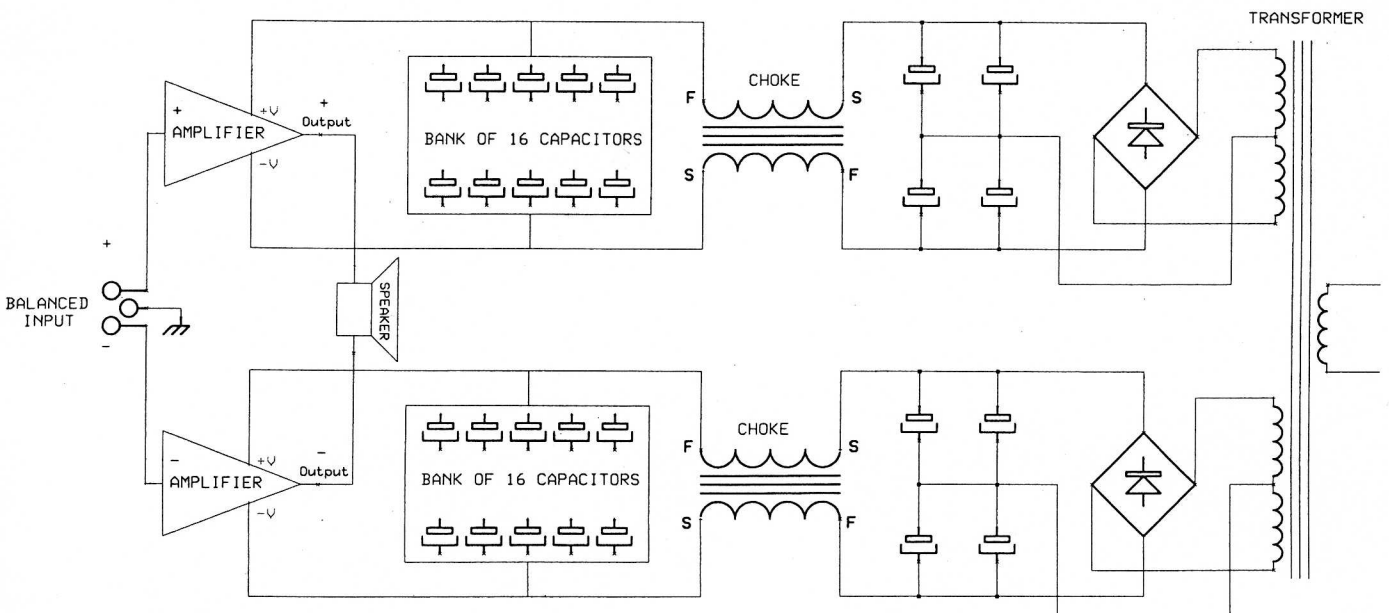 TRANSFORMER
CHOKE
F
S
+
+V
+
Output
AMPLIFIER
BANK OF 16 CAPACITORS
-V
S
F
+
BALANCED
INPUT
-
SPEAKER
CHOKE
F
S
-
+V
-
Output
AMPLIFIER
BANK OF 16 CAPACITORS
-V
S
F